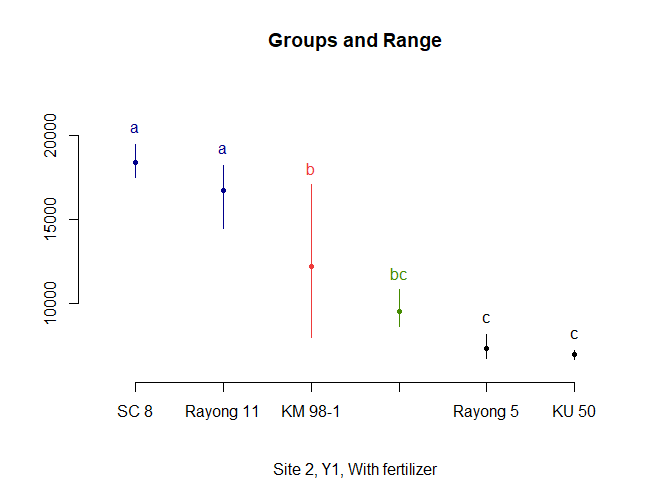 Groups and Range
20000
15000
10000
a
a
b
bc
c
c
SC 8
Rayong 11
KM 98-1
Rayong 5
KU 50
Site 2, Y1, With fertilizer